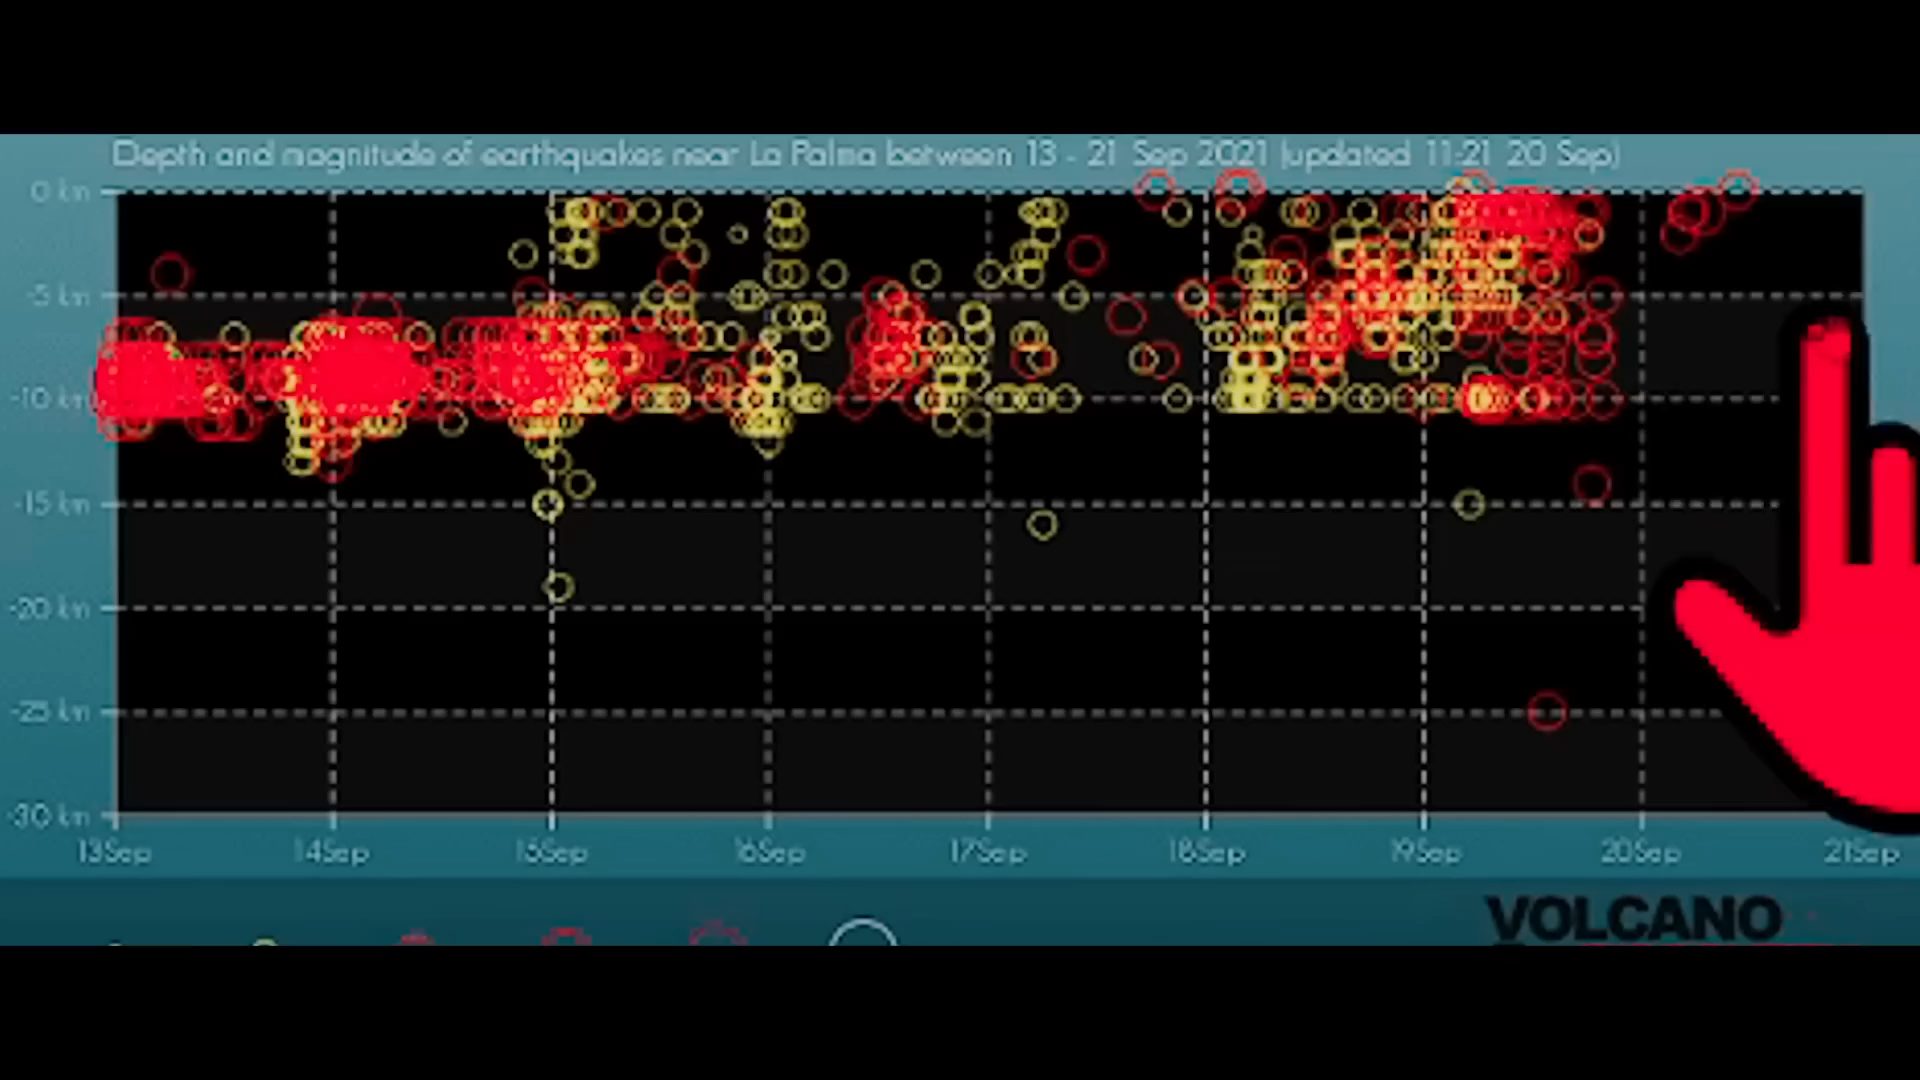 Depth and magnitude of earthquakes near La Palma between 13 - 21 Sep 2021 (updated 11:21 20 Sep)
0 km
-5 km
-10 km
-15 km
-20 km
-25 km
-30 km
13Sep 14Sep 15Sep 16Sep 17Sep 18Sep 19Sep 20Sep 21Sep
VOLCANO